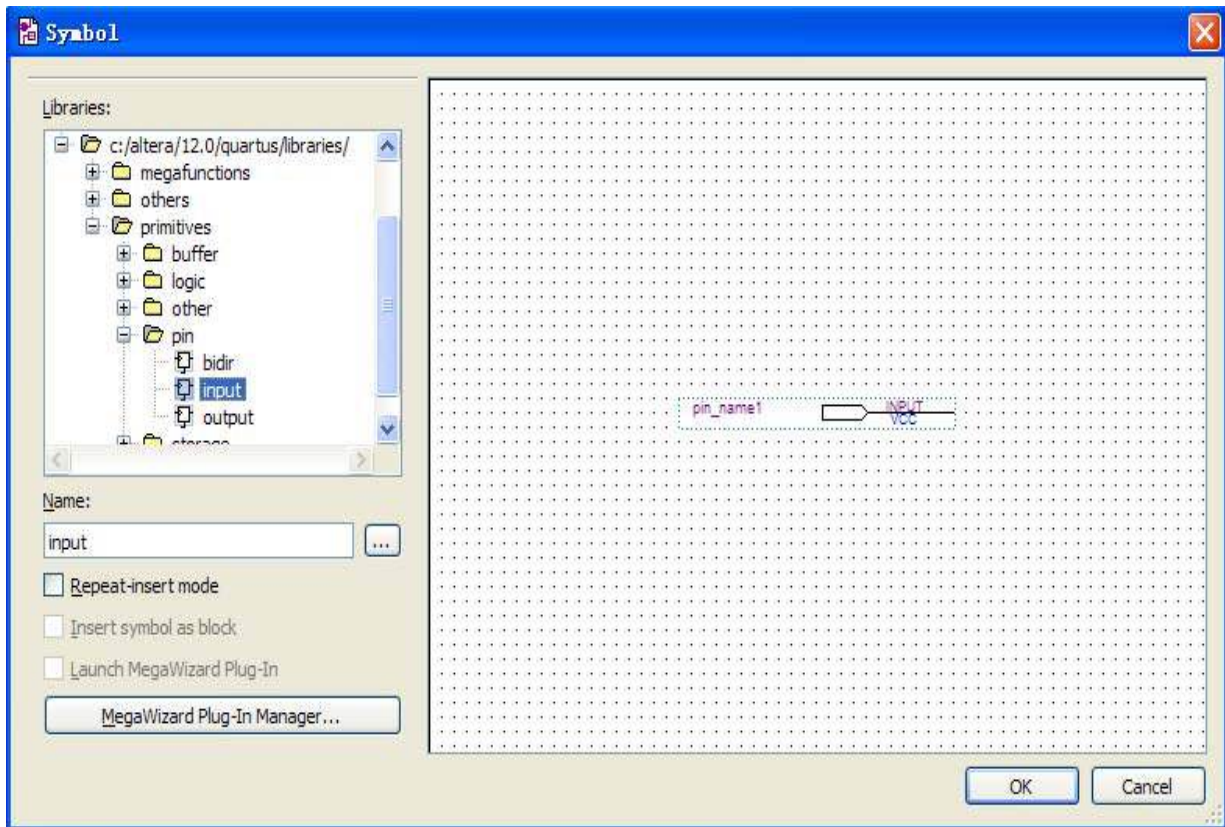 Symbol
Libraries:
c:/altera/12.0/quartus/libraries/
megafunctions
others
primitives
buffer
logic
other
pin
bidir
input
output
storage
Name:
input
...
Repeat-insert mode
Insert symbol as block
Launch MegaWizard Plug-In
MegaWizard Plug-In Manager...
pin_name1
INPUT
VCC
OK
Cancel